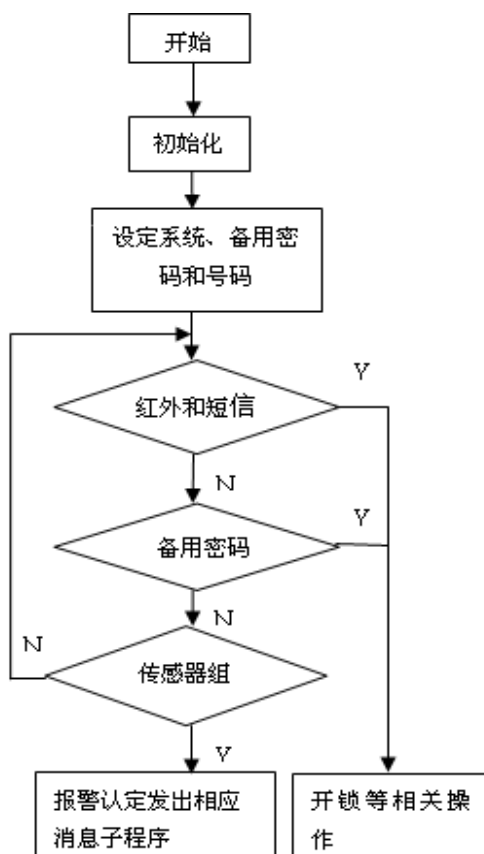 开始
初始化
设定系统、备用密
码和号码
Y
红外和短信
N
Y
备用密码
N
N
传感器组
Y
报警认定发出相应
消息子程序
开锁等相关操
作